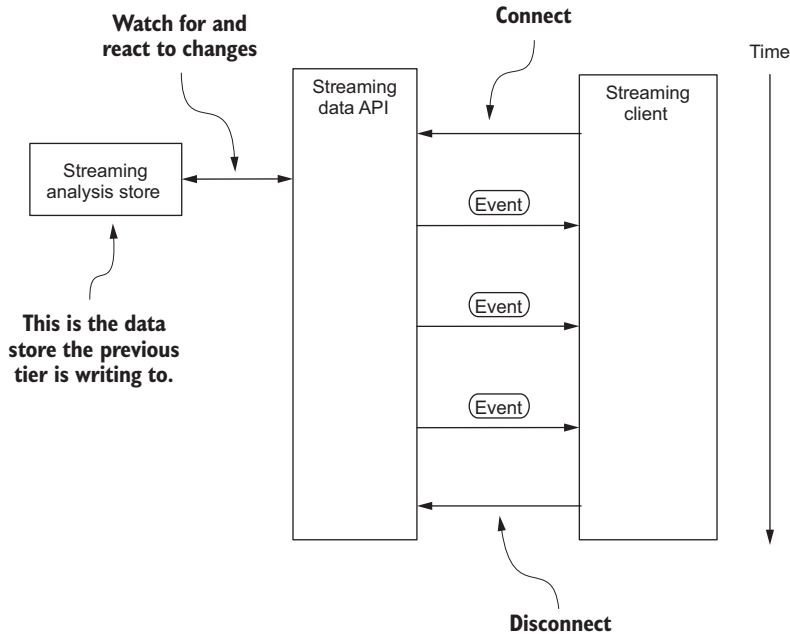 Watch for and
react to changes
Connect
Time
Streaming
data API
Streaming
client
Streaming
analysis store
Event
Event
Event
This is the data
store the previous
tier is writing to.
Disconnect